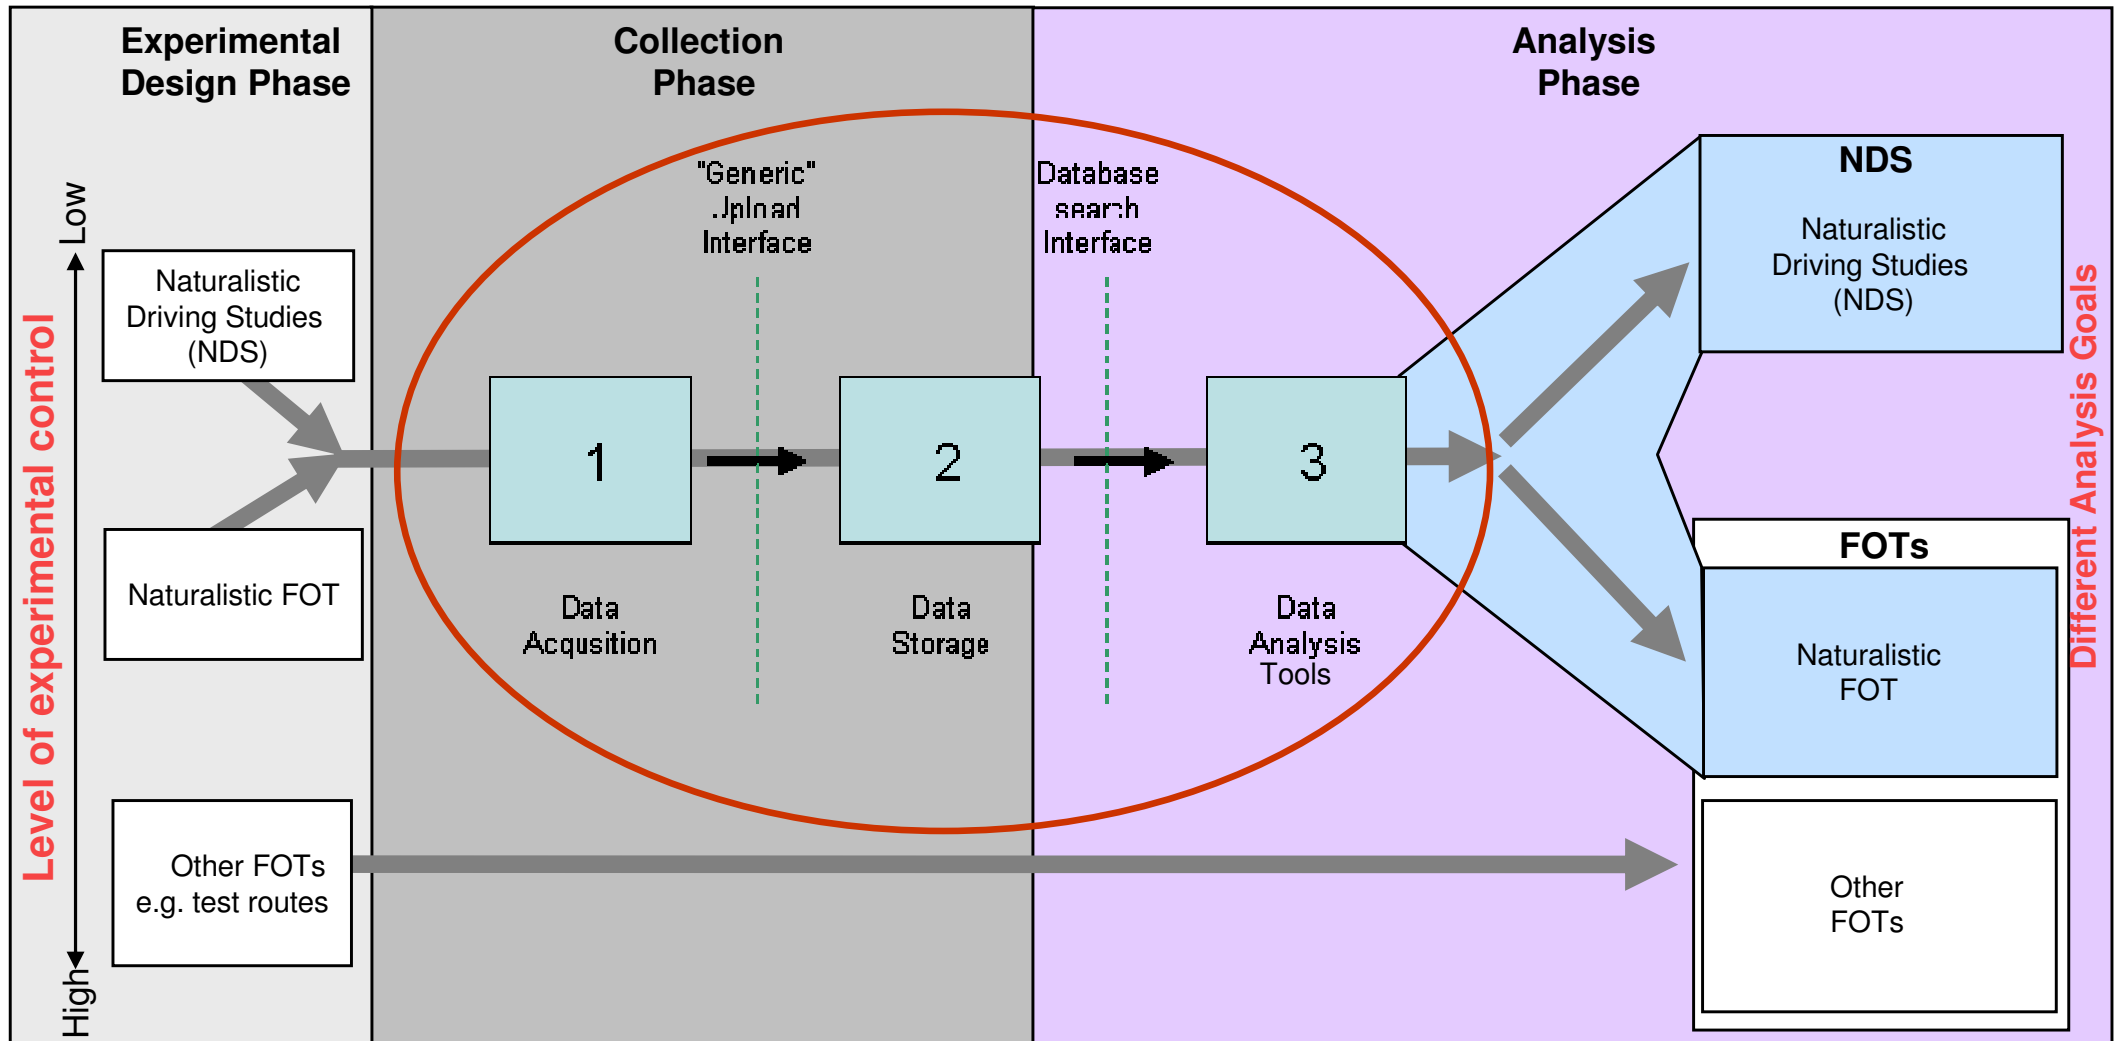 Experimental
Design Phase
Collection
Phase
Analysis
Phase
Level of experimental control
Low
High
Naturalistic
Driving Studies
(NDS)
Naturalistic FOT
Other FOTs
e.g. test routes
"Generic"
Interface
Database
search
Interface
1
2
3
Data
Acqusition
Data
Storage
Data
Analysis
Tools
NDS
Naturalistic
Driving Studies
(NDS)
FOTs
Naturalistic
FOT
Other
FOTs
Different Analysis Goals